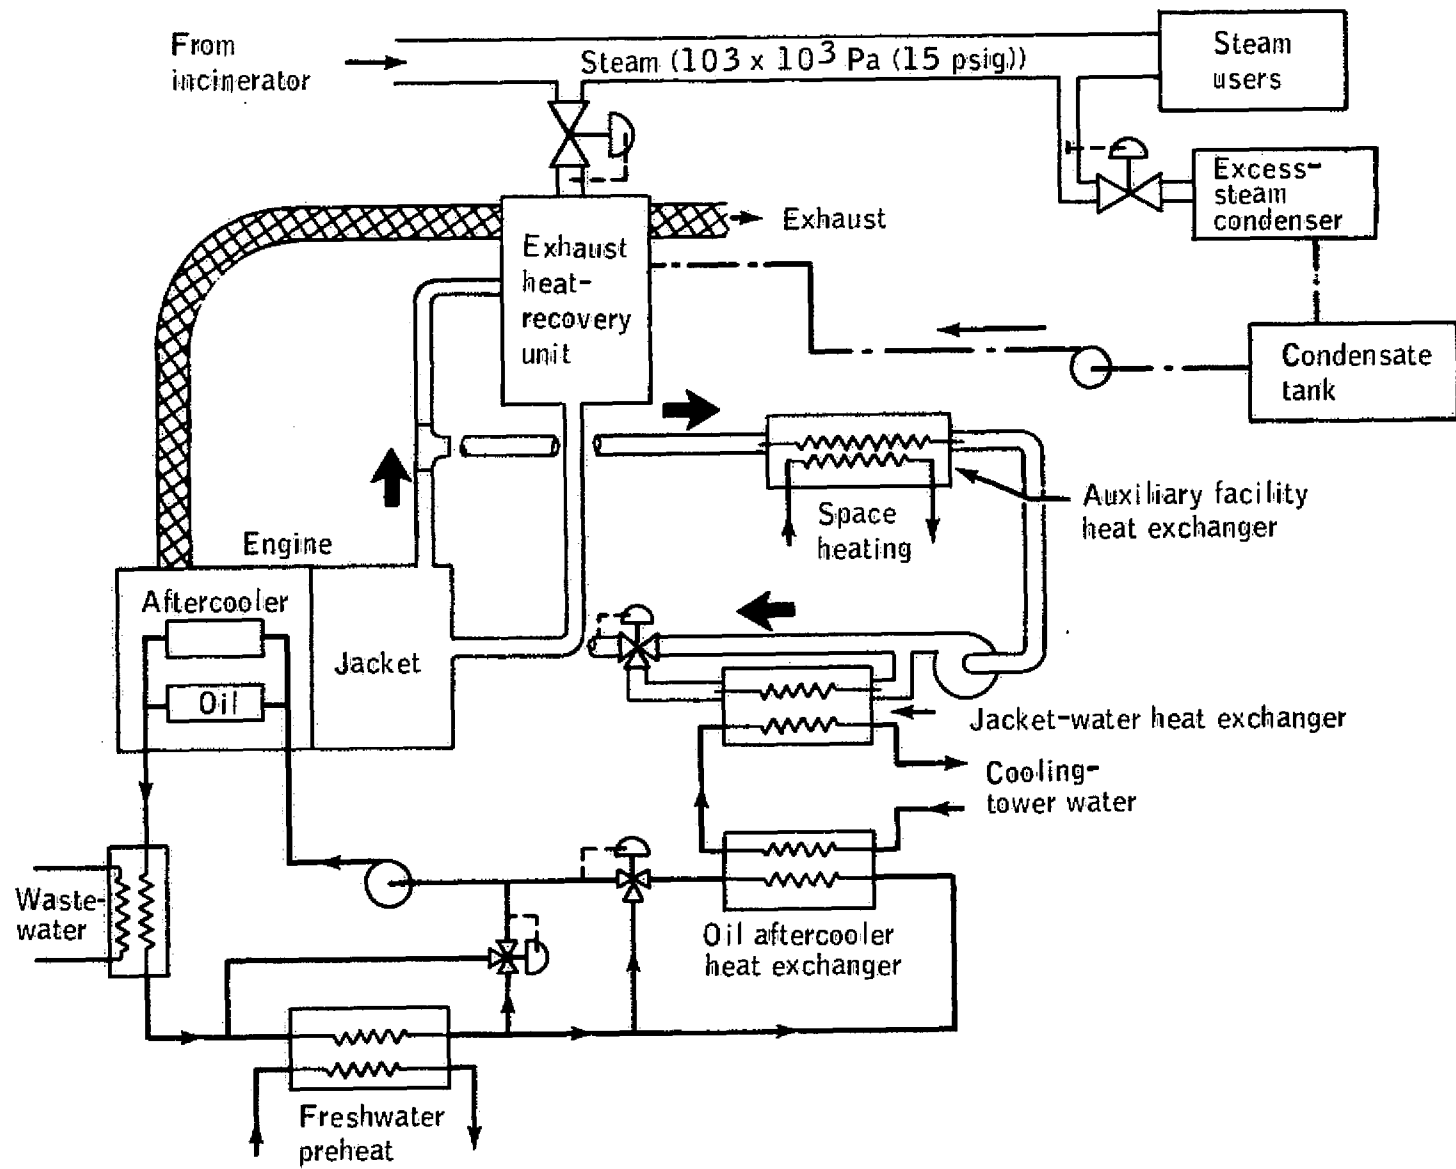 From
incinerator
Steam (103 x 10³ Pa (15 psig))
Steam
users
Excess-
steam
condenser
Exhaust
Exhaust
heat-
recovery
unit
Condensate
tank
Auxiliary facility
heat exchanger
Space
heating
Engine
Aftercooler
Jacket
Oil
Jacket-water heat exchanger
Cooling-
tower water
Waste-
water
Oil aftercooler
heat exchanger
Freshwater
preheat